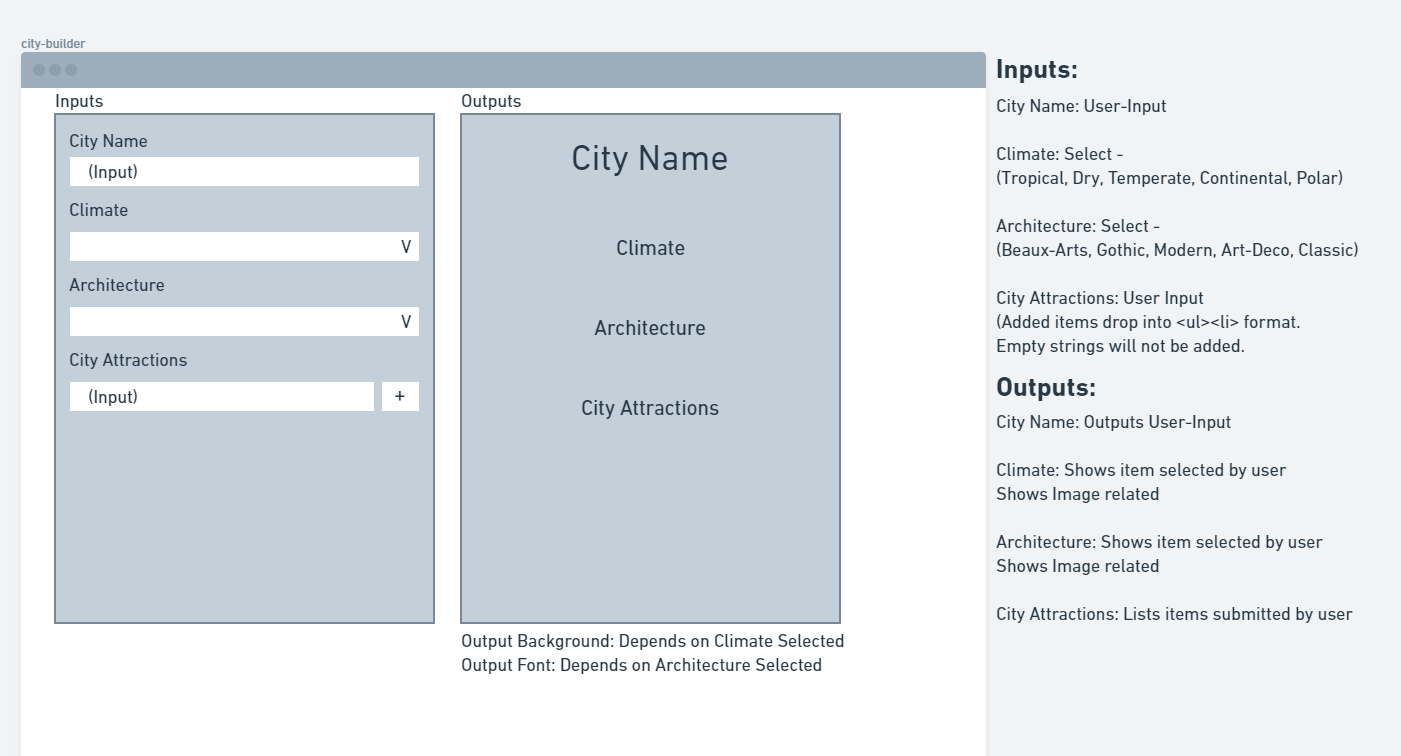 city-builder
Inputs
City Name
(Input)
Climate
V
Architecture
V
City Attractions
(Input)
+
Outputs
City Name
Climate
Architecture
City Attractions
Output Background: Depends on Climate Selected
Output Font: Depends on Architecture Selected
Inputs:
City Name: User-Input
Climate: Select -
(Tropical, Dry, Temperate, Continental, Polar)
Architecture: Select -
(Beaux-Arts, Gothic, Modern, Art-Deco, Classic)
City Attractions: User Input
(Added items drop into <ul><li> format.
Empty strings will not be added.
Outputs:
City Name: Outputs User-Input
Climate: Shows item selected by user
Shows Image related
Architecture: Shows item selected by user
Shows Image related
City Attractions: Lists items submitted by user